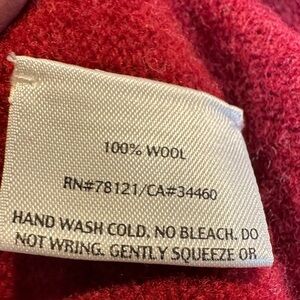 100% WOOL
RN#78121/CA#34460
HAND WASH COLD. NO BLEACH. DO
NOT WRING. GENTLY SQUEEZE OR